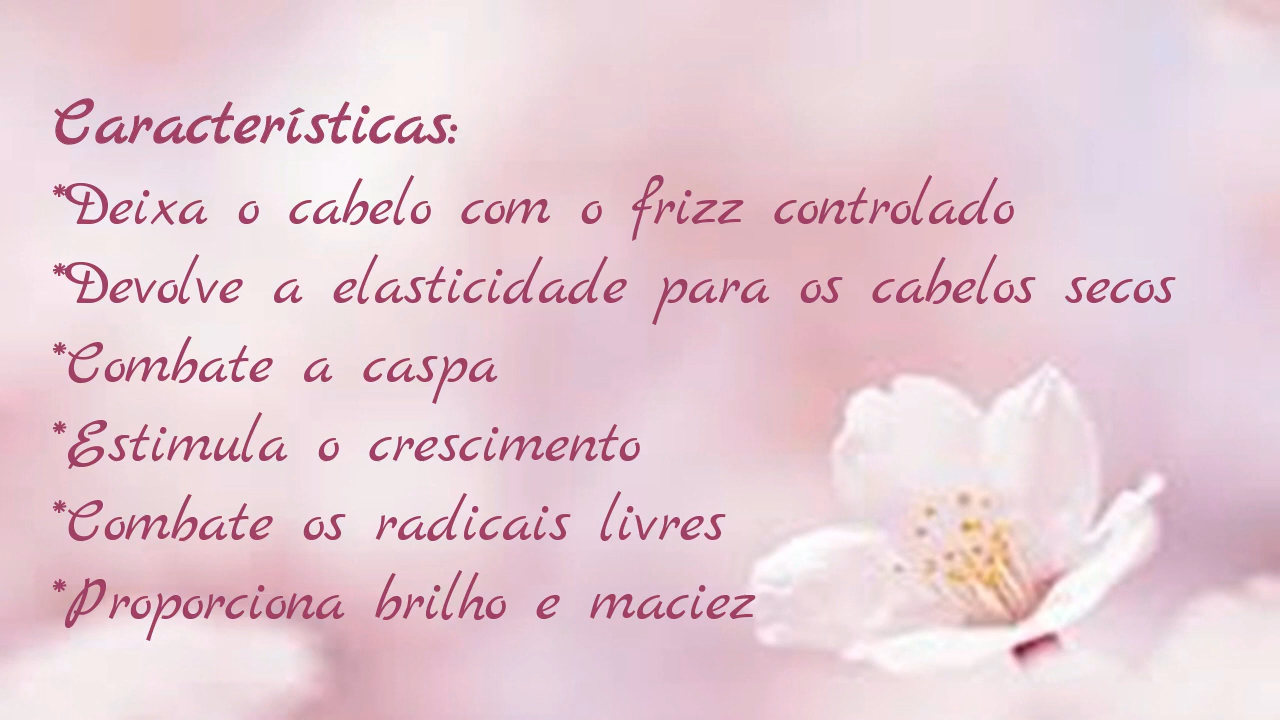 Características:
*Deixa o cabelo com o frizz controlado
*Devolve a elasticidade para os cabelos secos
*Combate a caspa
*Estimula o crescimento
*Combate os radicais livres
*Proporciona brilho e maciez